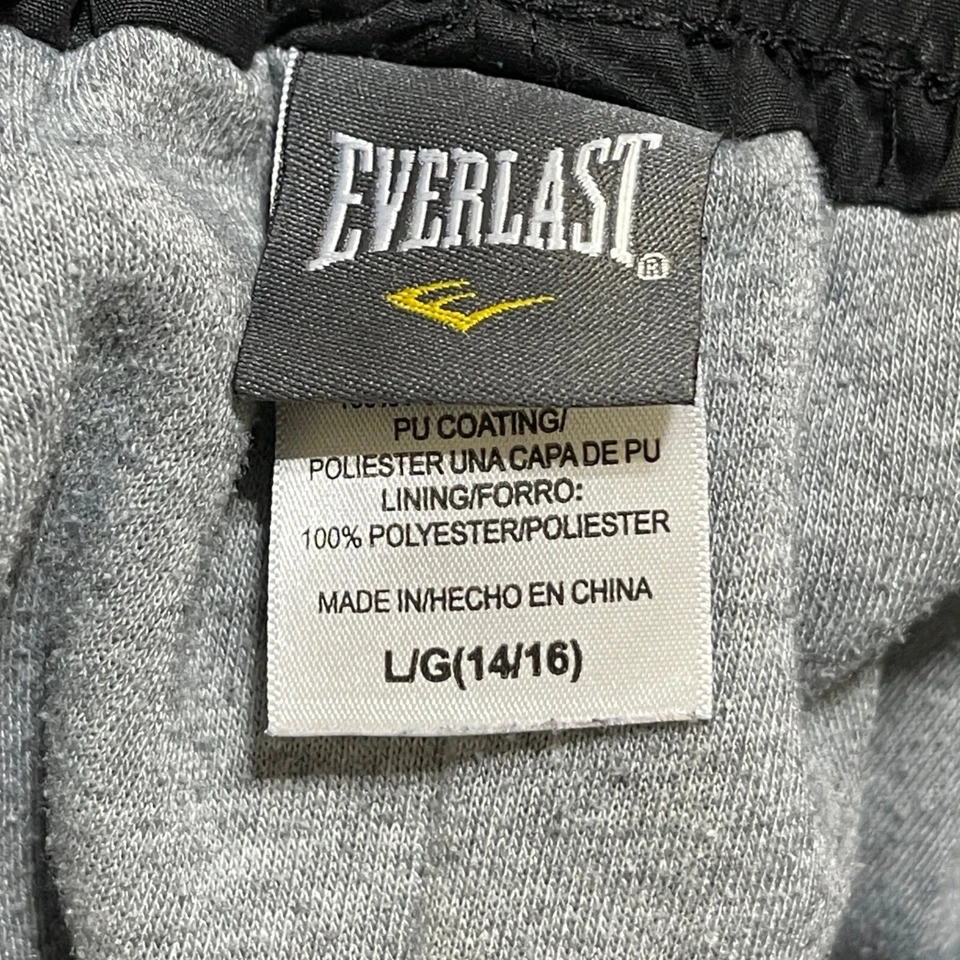 EVERLAST®
PU COATING/
POLIESTER UNA CAPA DE PU
LINING/FORRO:
100% POLYESTER/POLIESTER
MADE IN/HECHO EN CHINA
L/G(14/16)